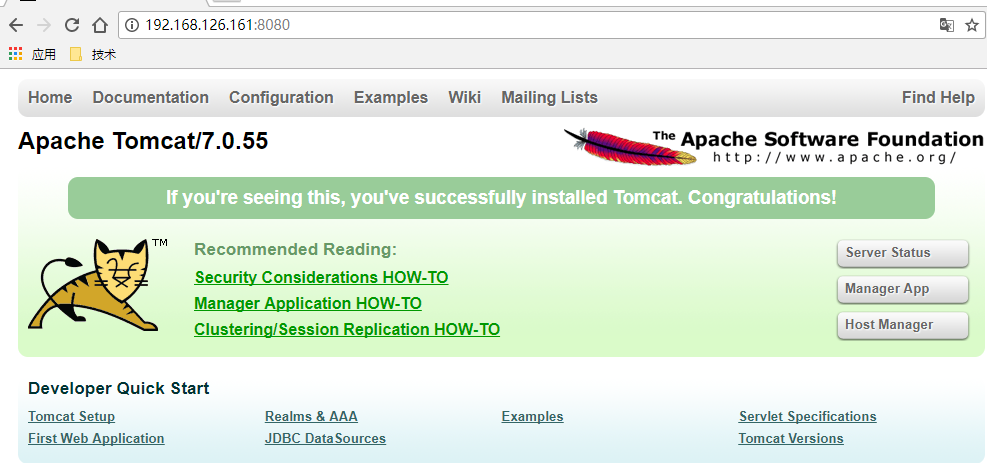 192.168.126.161:8080
应用 技术
Home Documentation Configuration Examples Wiki Mailing Lists Find Help
Apache Tomcat/7.0.55
The Apache Software Foundation
http://www.apache.org/
If you're seeing this, you've successfully installed Tomcat. Congratulations!
TM
Recommended Reading:
Security Considerations HOW-TO
Manager Application HOW-TO
Clustering/Session Replication HOW-TO
Server Status
Manager App
Host Manager
Developer Quick Start
Tomcat Setup Realms & AAA Examples Servlet Specifications
First Web Application JDBC DataSources Tomcat Versions